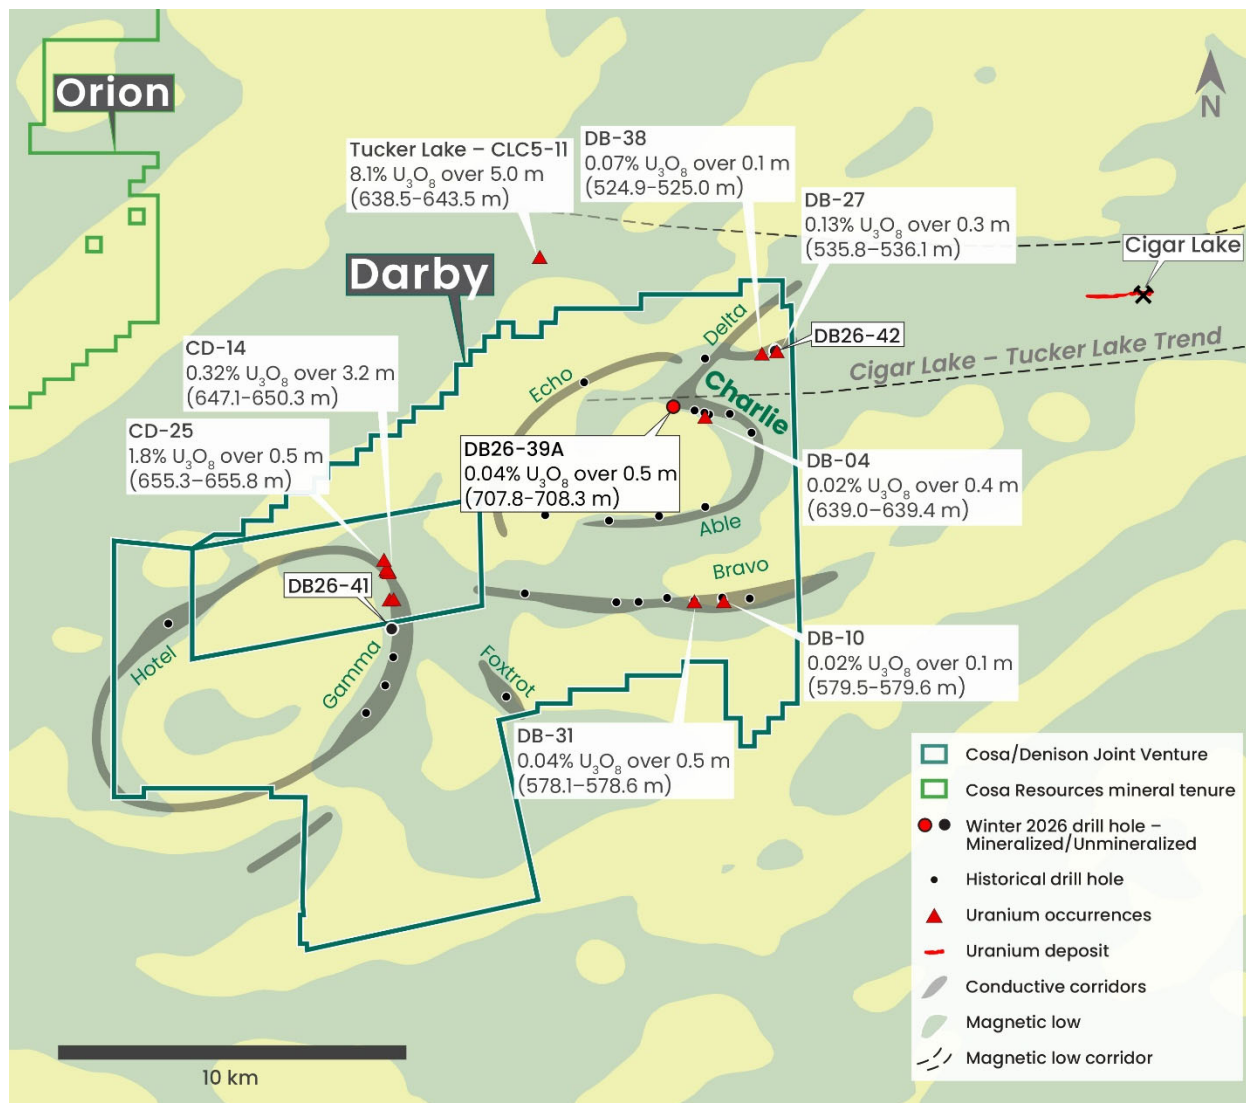 Orion
N
Tucker Lake – CLC5-11
8.1% U₃O₈ over 5.0 m
(638.5–643.5 m)
DB-38
0.07% U₃O₈ over 0.1 m
(524.9–525.0 m)
DB-27
0.13% U₃O₈ over 0.3 m
(535.8–536.1 m)
Cigar Lake
Darby
Delta
DB26-42
CD-14
0.32% U₃O₈ over 3.2 m
(647.1–650.3 m)
Echo
Charlie
Cigar Lake – Tucker Lake Trend
CD-25
1.8% U₃O₈ over 0.5 m
(655.3–655.8 m)
DB26-39A
0.04% U₃O₈ over 0.5 m
(707.8–708.3 m)
DB-04
0.02% U₃O₈ over 0.4 m
(639.0–639.4 m)
Able
Bravo
DB26-41
Hotel
Gamma
Foxtrot
DB-10
0.02% U₃O₈ over 0.1 m
(579.5–579.6 m)
DB-31
0.04% U₃O₈ over 0.5 m
(578.1–578.6 m)
Cosa/Denison Joint Venture
Cosa Resources mineral tenure
Winter 2026 drill hole –
Mineralized/Unmineralized
Historical drill hole
Uranium occurrences
Uranium deposit
Conductive corridors
Magnetic low
Magnetic low corridor
10 km